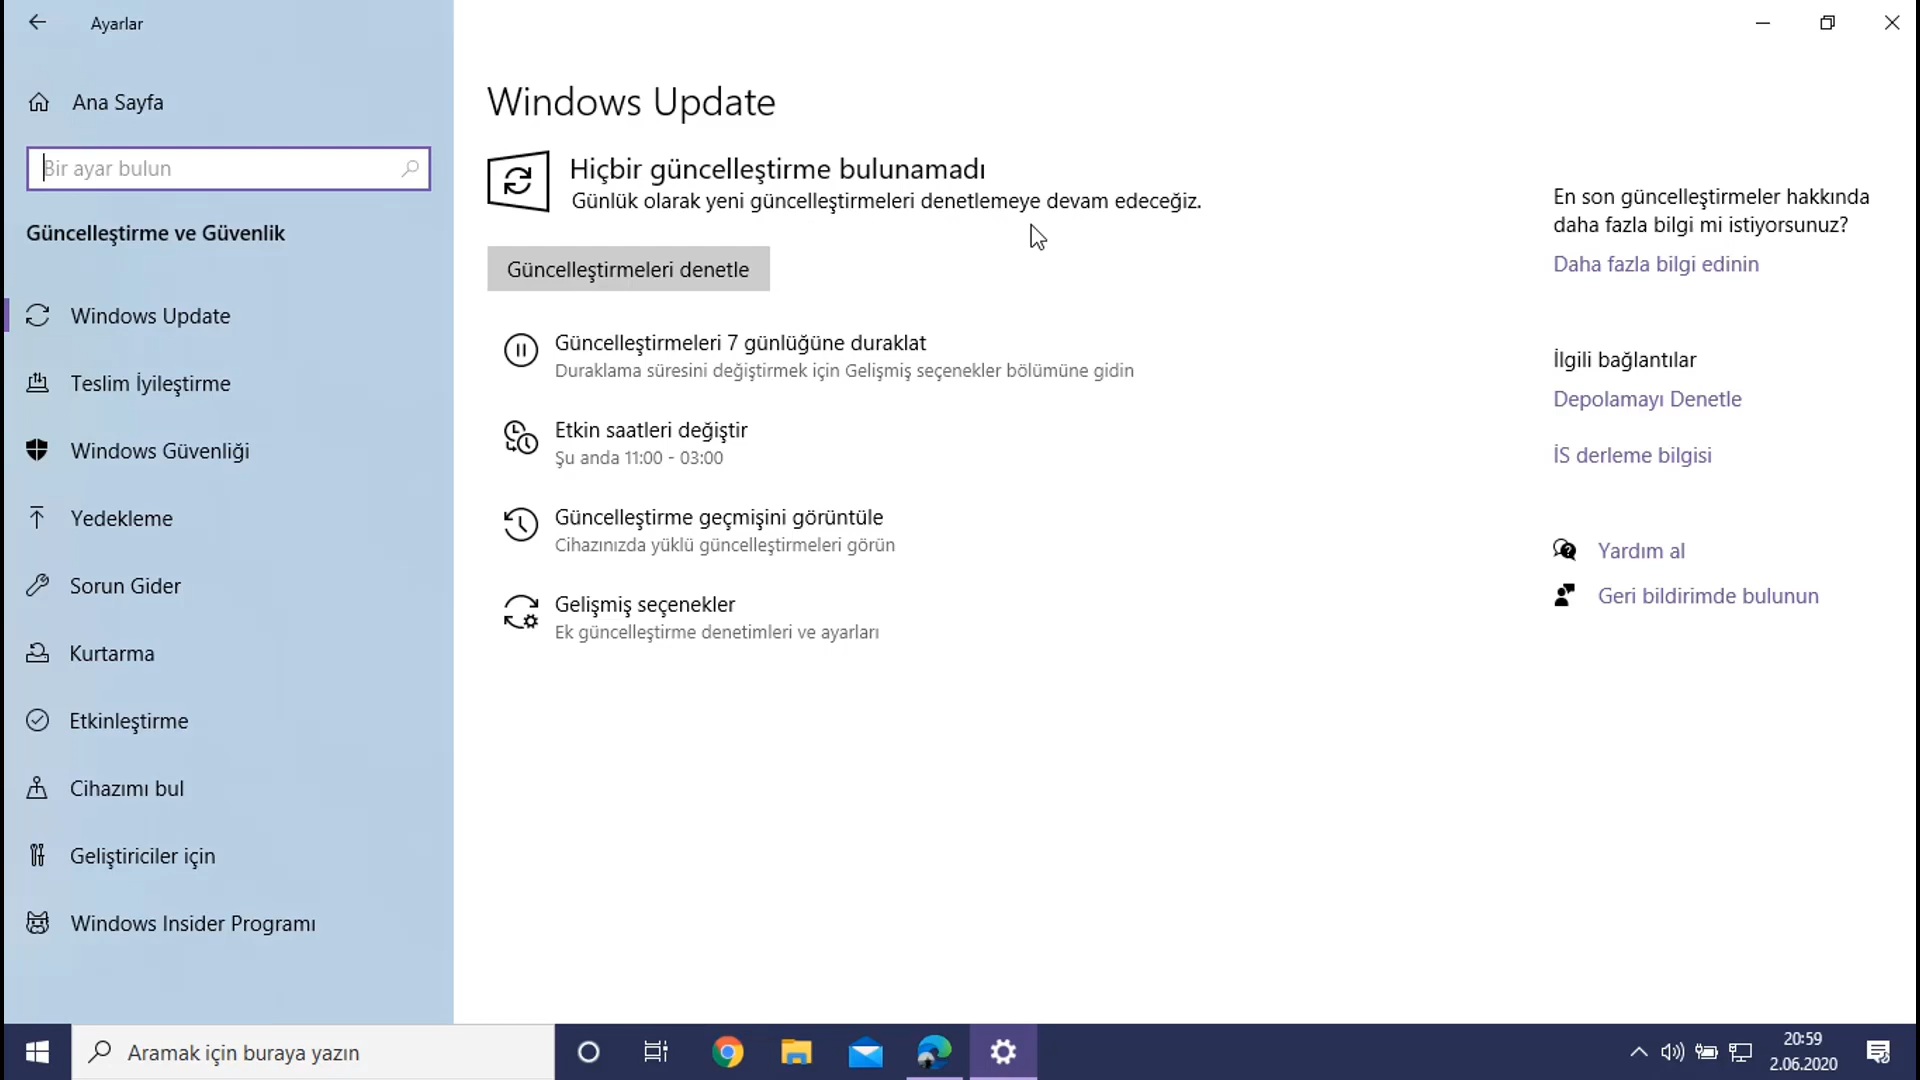 Ayarlar
Ana Sayfa
Bir ayar bulun
Güncelleştirme ve Güvenlik
Windows Update
Teslim İyileştirme
Windows Güvenliği
Yedekleme
Sorun Gider
Kurtarma
Etkinleştirme
Cihazımı bul
Geliştiriciler için
Windows Insider Programı
Windows Update
Hiçbir güncelleştirme bulunamadı
Günlük olarak yeni güncelleştirmeleri denetlemeye devam edeceğiz.
Güncelleştirmeleri denetle
Güncelleştirmeleri 7 günlüğüne duraklat
Duraklama süresini değiştirmek için Gelişmiş seçenekler bölümüne gidin
Etkin saatleri değiştir
Şu anda 11:00 - 03:00
Güncelleştirme geçmişini görüntüle
Cihazınızda yüklü güncelleştirmeleri görün
Gelişmiş seçenekler
Ek güncelleştirme denetimleri ve ayarları
En son güncelleştirmeler hakkında
daha fazla bilgi mi istiyorsunuz?
Daha fazla bilgi edinin
İlgili bağlantılar
Depolamayı Denetle
İS derleme bilgisi
Yardım al
Geri bildirimde bulunun
Aramak için buraya yazın
20:59
2.06.2020